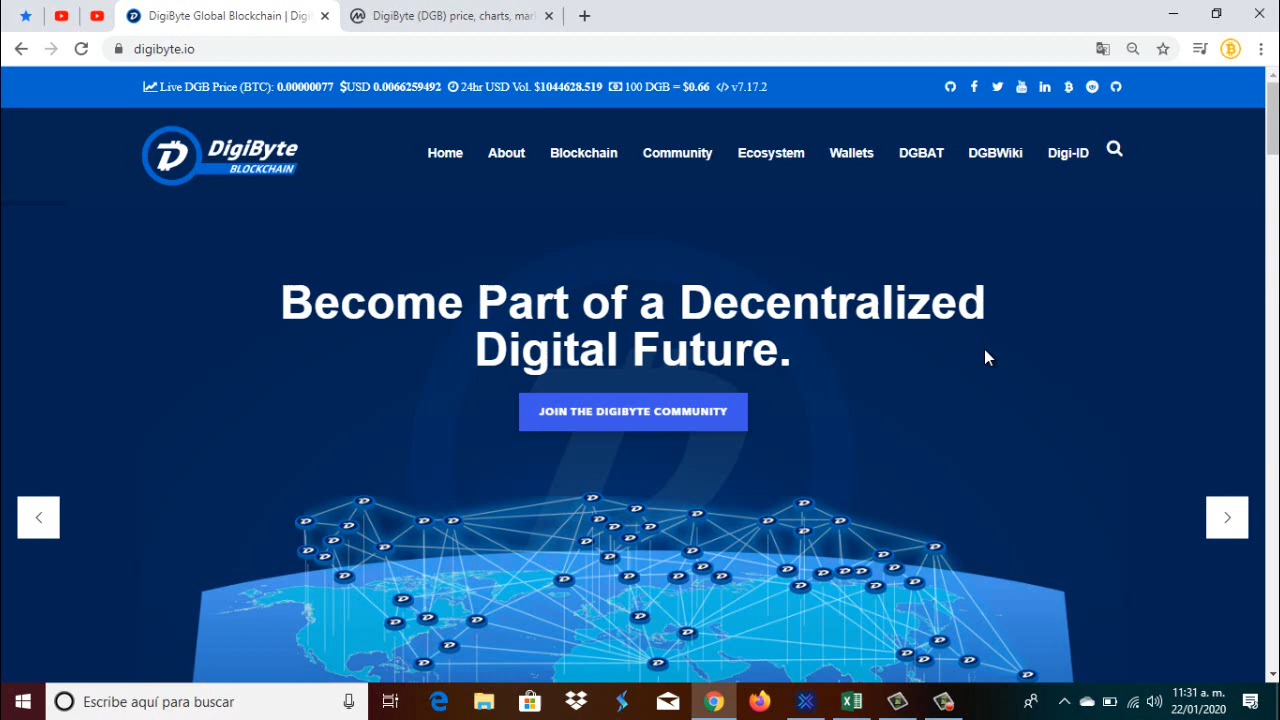 DigiByte Global Blockchain | Digi
DigiByte (DGB) price, charts, mar
digibyte.io
Live DGB Price (BTC): 0.00000077 $USD 0.0066259492 24hr USD Vol. $1044628.519 100 DGB = $0.66 </> v7.17.2
DigiByte
BLOCKCHAIN
Home About Blockchain Community Ecosystem Wallets DGBAT DGBWiki Digi-ID
Become Part of a Decentralized
Digital Future.
JOIN THE DIGIBYTE COMMUNITY
Escribe aquí para buscar
11:31 a. m.
22/01/2020